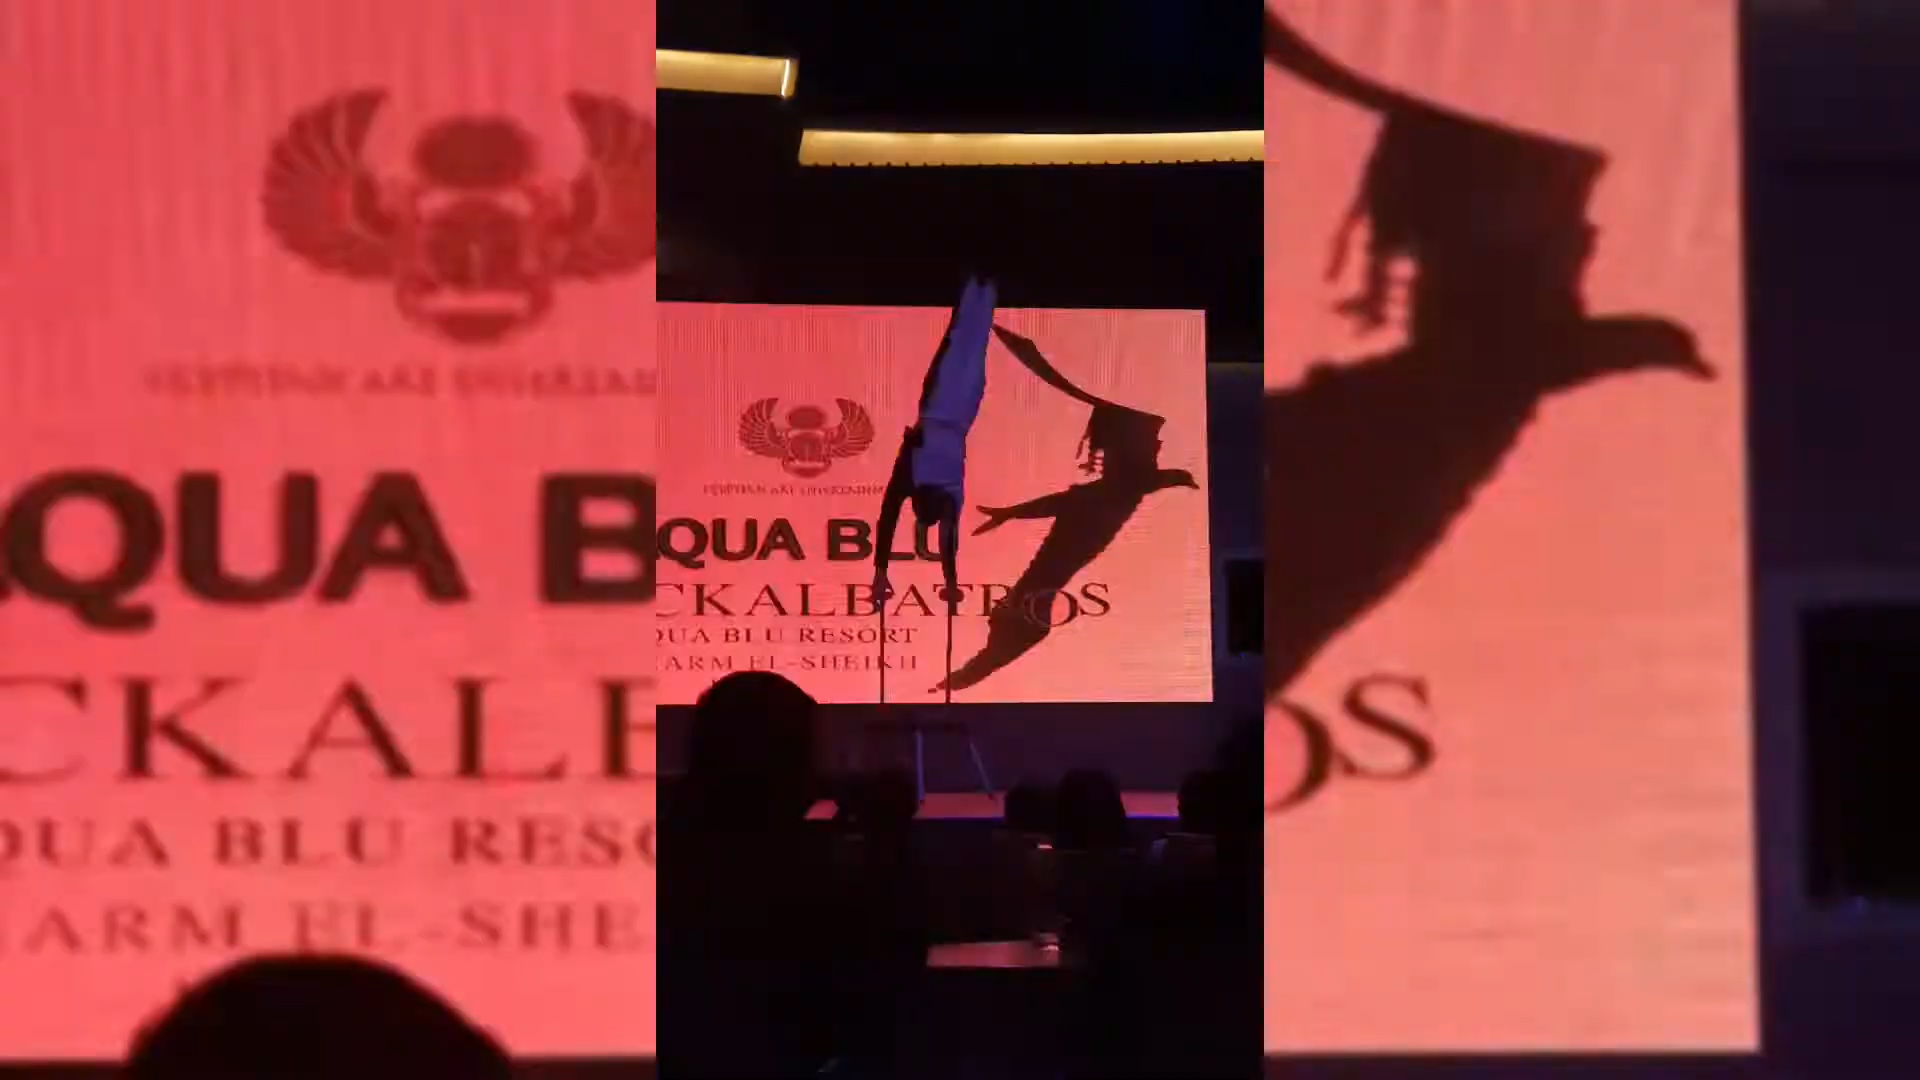 QUA BLU
CKALBATROS
QUA BLU RESORT
ARM EL-SHEIKH